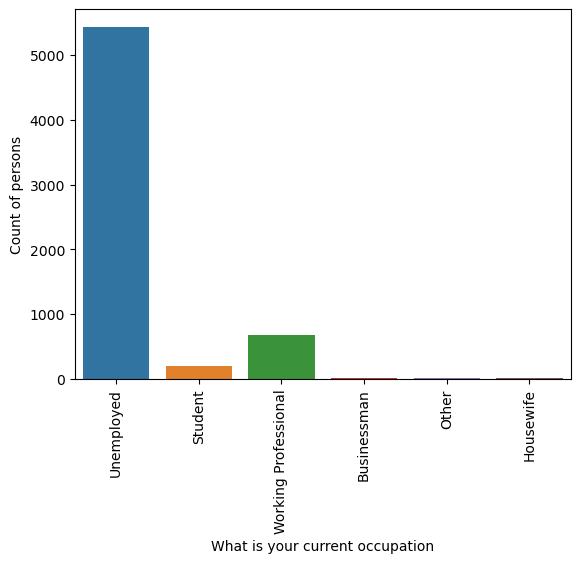 5000
4000
3000
2000
1000
0
Count of persons
Unemployed
Student
Working Professional
Businessman
Other
Housewife
What is your current occupation